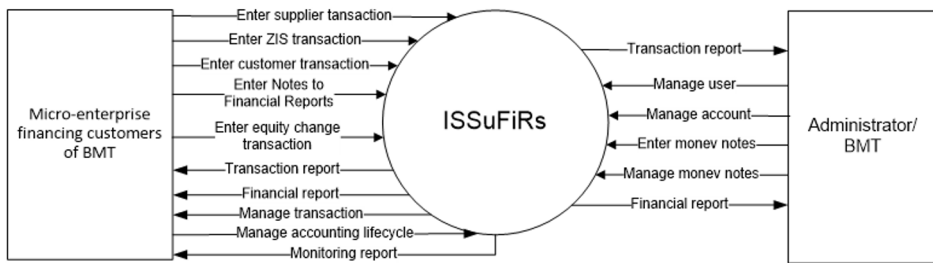 Enter supplier tansaction
Enter ZIS transaction
Enter customer transaction
Enter Notes to
Financial Reports
Enter equity change
transaction
Transaction report
Financial report
Manage transaction
Manage accounting lifecycle
Monitoring report
Micro-enterprise
financing customers
of BMT
ISSuFiRs
Transaction report
Manage user
Manage account
Enter monev notes
Manage monev notes
Financial report
Administrator/
BMT